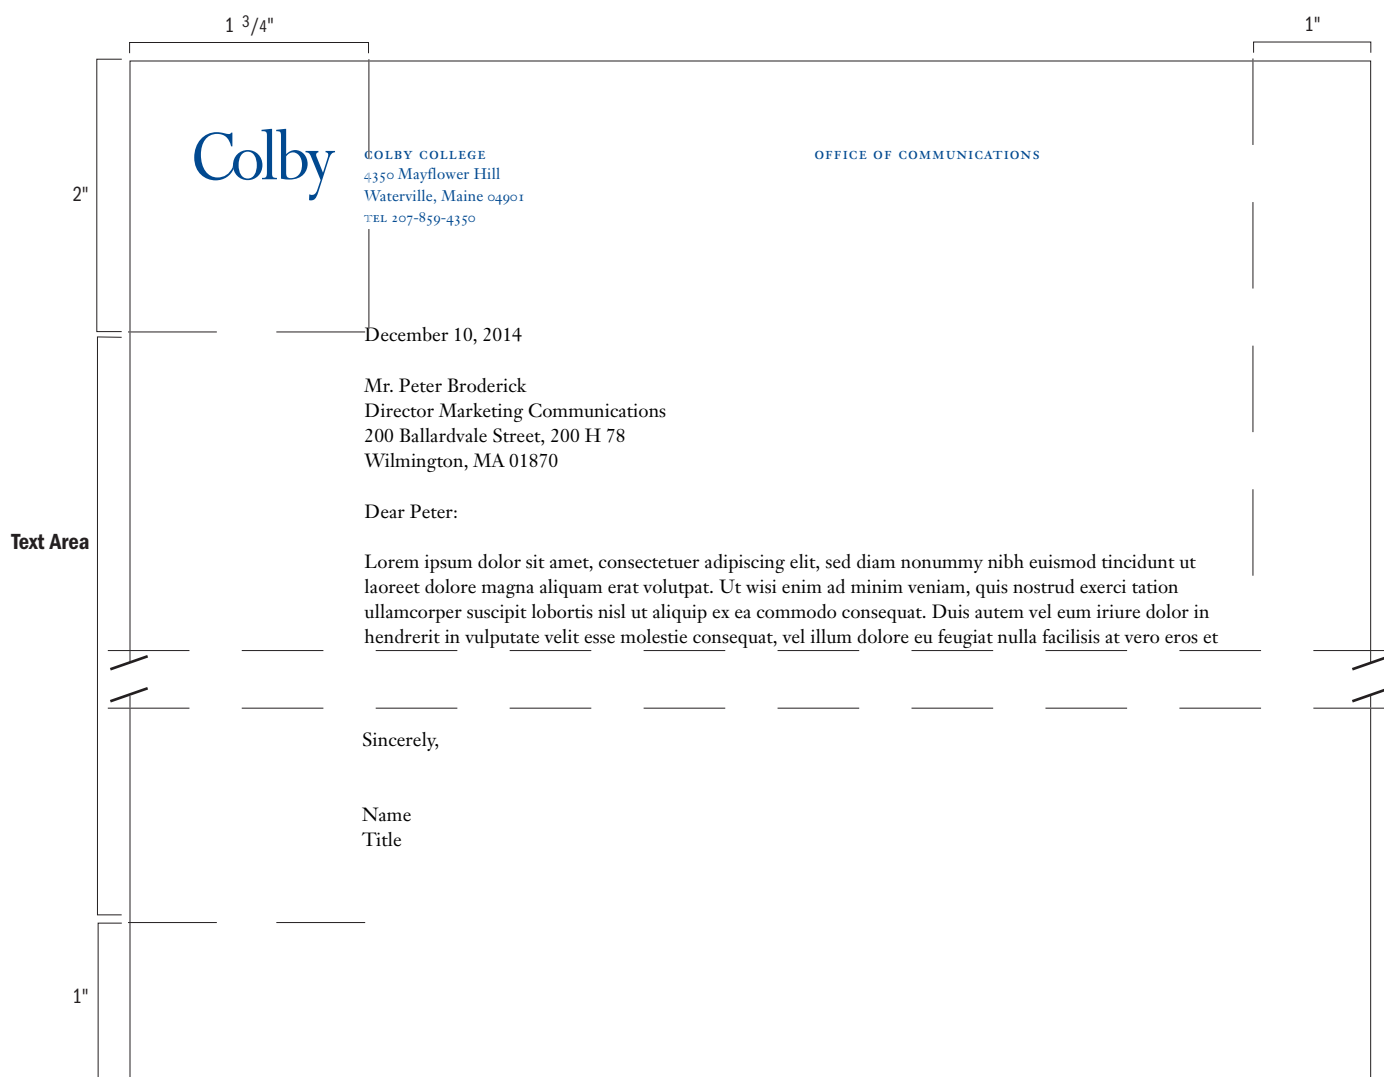 1 3/4"
1"
2"
Colby
COLBY COLLEGE
4350 Mayflower Hill
Waterville, Maine 04901
TEL 207-859-4350
OFFICE OF COMMUNICATIONS
December 10, 2014
Mr. Peter Broderick
Director Marketing Communications
200 Ballardvale Street, 200 H 78
Wilmington, MA 01870
Dear Peter:
Text Area
Lorem ipsum dolor sit amet, consectetuer adipiscing elit, sed diam nonummy nibh euismod tincidunt ut
laoreet dolore magna aliquam erat volutpat. Ut wisi enim ad minim veniam, quis nostrud exerci tation
ullamcorper suscipit lobortis nisl ut aliquip ex ea commodo consequat. Duis autem vel eum iriure dolor in
hendrerit in vulputate velit esse molestie consequat, vel illum dolore eu feugiat nulla facilisis at vero eros et
Sincerely,
Name
Title
1"